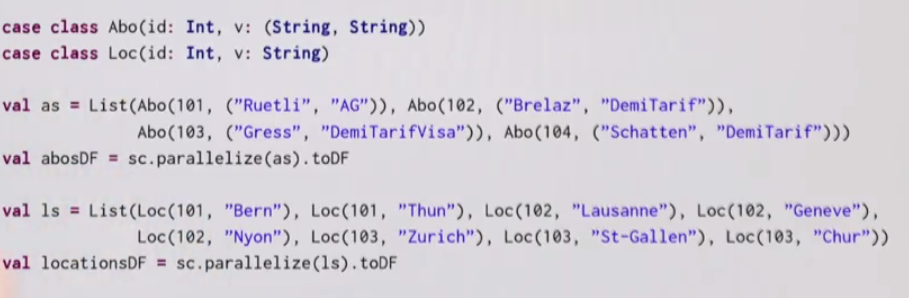 case class Abo(id: Int, v: (String, String))
case class Loc(id: Int, v: String)
val as = List(Abo(101, ("Ruetli", "AG")), Abo(102, ("Brelaz", "DemiTarif")),
Abo(103, ("Gress", "DemiTarifVisa")), Abo(104, ("Schatten", "DemiTarif")))
val abosDF = sc.parallelize(as).toDF
val ls = List(Loc(101, "Bern"), Loc(101, "Thun"), Loc(102, "Lausanne"), Loc(102, "Geneve"),
Loc(102, "Nyon"), Loc(103, "Zurich"), Loc(103, "St-Gallen"), Loc(103, "Chur"))
val locationsDF = sc.parallelize(ls).toDF